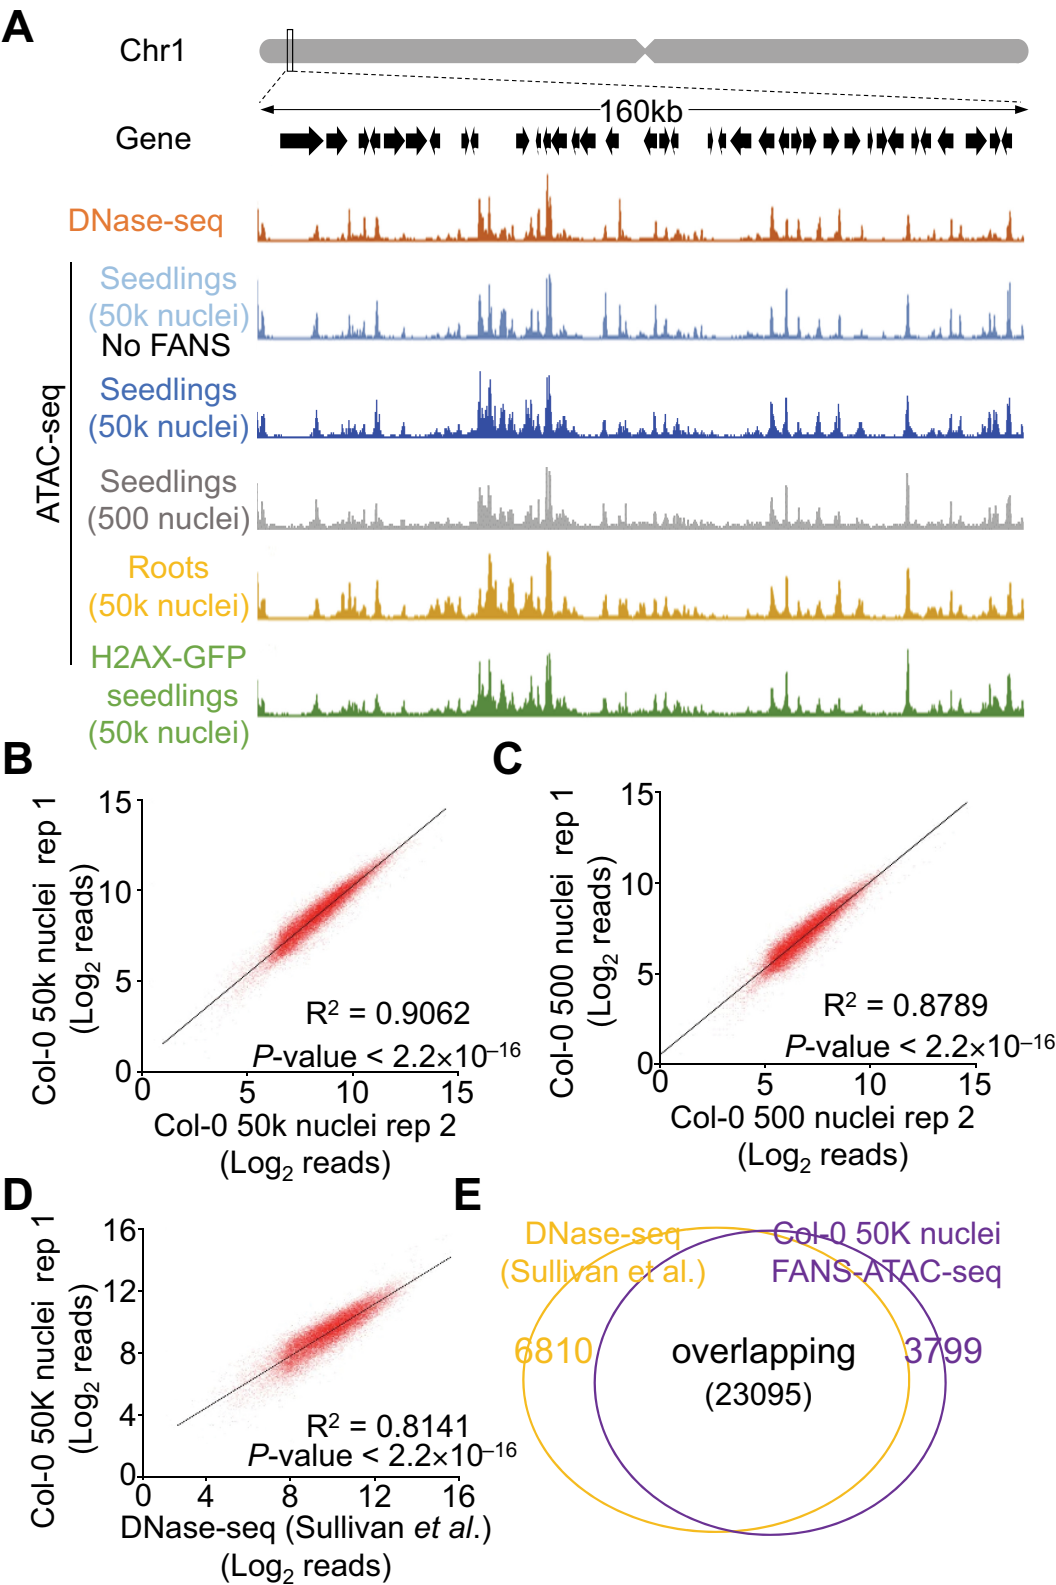 A
Chr1
160kb
Gene
DNase-seq
ATAC-seq
Seedlings
(50k nuclei)
No FANS
Seedlings
(50k nuclei)
Seedlings
(500 nuclei)
Roots
(50k nuclei)
H2AX-GFP
seedlings
(50k nuclei)
B
Col-0 50k nuclei rep 1
(Log2 reads)
15
10
5
0
R² = 0.9062
P-value < 2.2×10⁻¹⁶
0 5 10 15
Col-0 50k nuclei rep 2
(Log2 reads)
C
Col-0 500 nuclei rep 1
(Log2 reads)
15
10
5
0
R² = 0.8789
P-value < 2.2×10⁻¹⁶
0 5 10 15
Col-0 500 nuclei rep 2
(Log2 reads)
D
Col-0 50K nuclei rep 1
(Log2 reads)
16
12
8
4
0
R² = 0.8141
P-value < 2.2×10⁻¹⁶
0 4 8 12 16
DNase-seq (Sullivan et al.)
(Log2 reads)
E
DNase-seq
(Sullivan et al.)
Col-0 50K nuclei
FANS-ATAC-seq
6810
overlapping
(23095)
3799